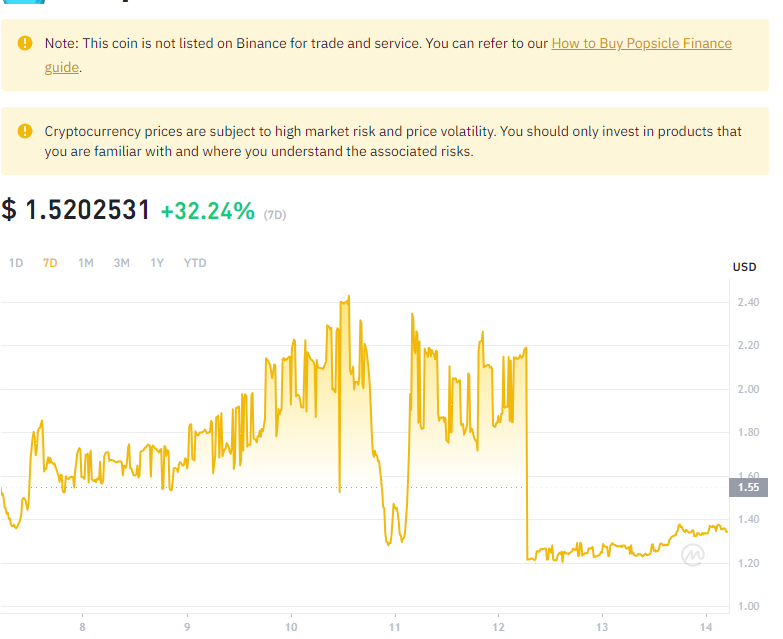 Note: This coin is not listed on Binance for trade and service. You can refer to our How to Buy Popsicle Finance
guide.
Cryptocurrency prices are subject to high market risk and price volatility. You should only invest in products that
you are familiar with and where you understand the associated risks.
$ 1.5202531 +32.24% (7D)
1D 7D 1M 3M 1Y YTD
USD
2.40
2.20
2.00
1.80
1.60
1.55
1.40
1.20
1.00
8 9 10 11 12 13 14